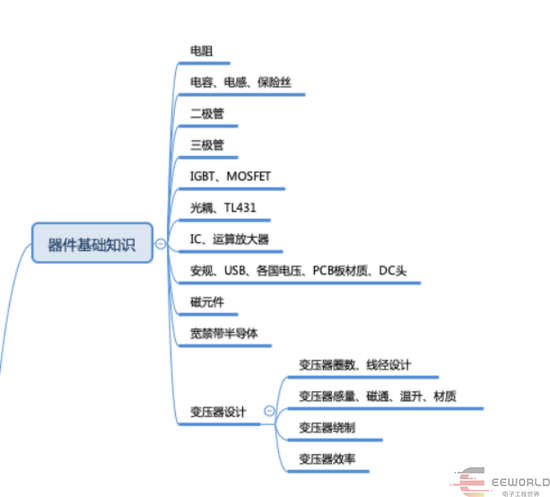 电阻
电容、电感、保险丝
二极管
三极管
IGBT、MOSFET
光耦、TL431
器件基础知识
IC、运算放大器
安规、USB、各国电压、PCB板材质、DC头
磁元件
宽禁带半导体
变压器设计
变压器圈数、线径设计
变压器感量、磁通、温升、材质
变压器绕制
变压器效率
EEWORLD
电子工程世界